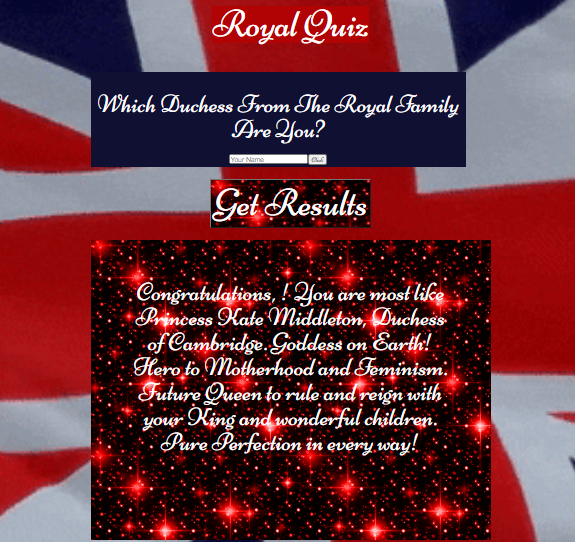 Royal Quiz
Which Duchess From The Royal Family
Are You?
Your Name
Click
Get Results
Congratulations, ! You are most like
Princess Kate Middleton, Duchess
of Cambridge. Goddess on Earth!
Hero to Motherhood and Feminism.
Future Queen to rule and reign with
your King and wonderful children.
Pure Perfection in every way!